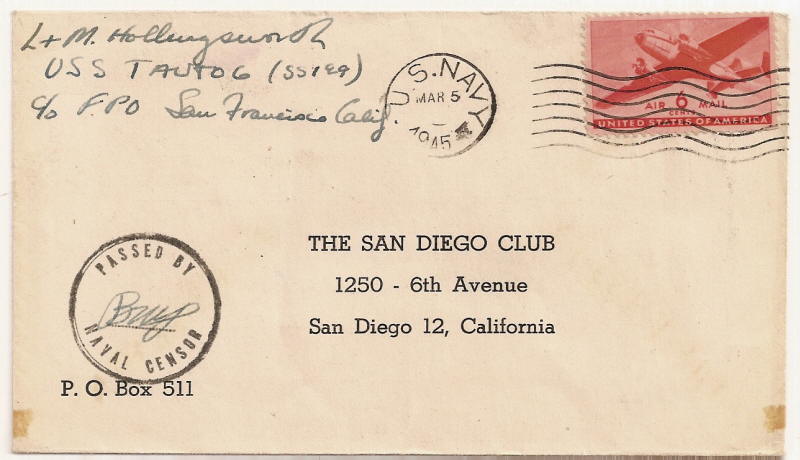 Lt M. Hollingsworth
USS TAUTOG (SS199)
c/o F.P.O San Francisco Calif.
U.S. NAVY
MAR 5
1945
AIR 6 MAIL
CENTS
UNITED STATES OF AMERICA
THE SAN DIEGO CLUB
1250 - 6th Avenue
San Diego 12, California
PASSED BY
NAVAL CENSOR
P. O. Box 511